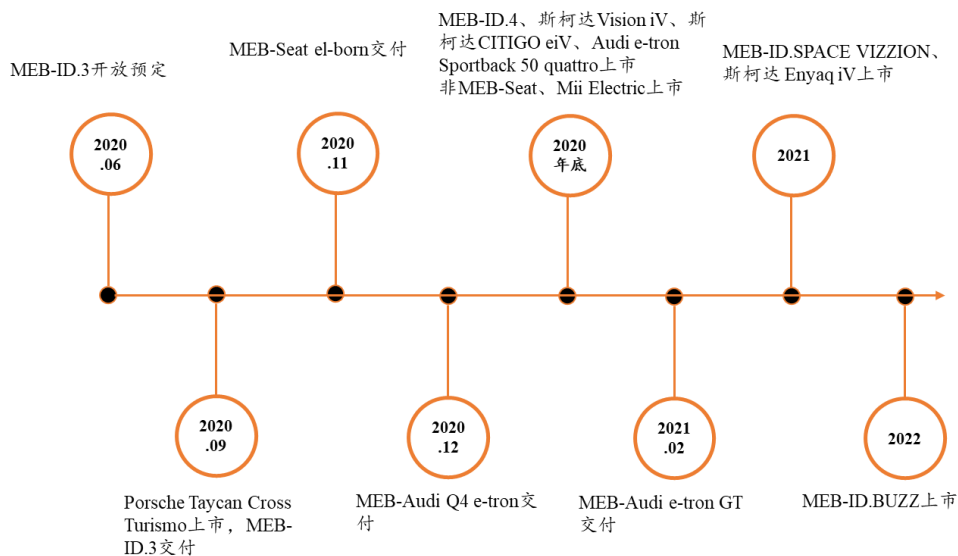 MEB-ID.3开放预定
2020
.06
Porsche Taycan Cross
Turismo上市，MEB-
ID.3交付
2020
.09
MEB-Seat el-born交付
2020
.11
MEB-Audi Q4 e-tron交
付
2020
.12
MEB-ID.4、斯柯达Vision iV、斯
柯达CITIGO eiV、Audi e-tron
Sportback 50 quattro上市
非MEB-Seat、Mii Electric上市
2020
年底
MEB-Audi e-tron GT
交付
2021
.02
MEB-ID.SPACE VIZZION、
斯柯达 Enyaq iV上市
2021
MEB-ID.BUZZ上市
2022